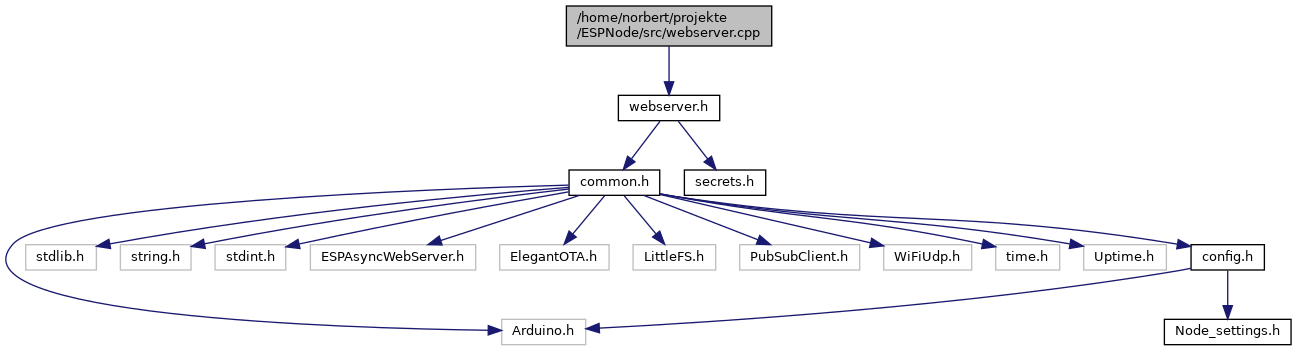 /home/norbert/projekte
/ESPNode/src/webserver.cpp
webserver.h
common.h
secrets.h
stdlib.h
string.h
stdint.h
ESPAsyncWebServer.h
ElegantOTA.h
LittleFS.h
PubSubClient.h
WiFiUdp.h
time.h
Uptime.h
config.h
Arduino.h
Node_settings.h